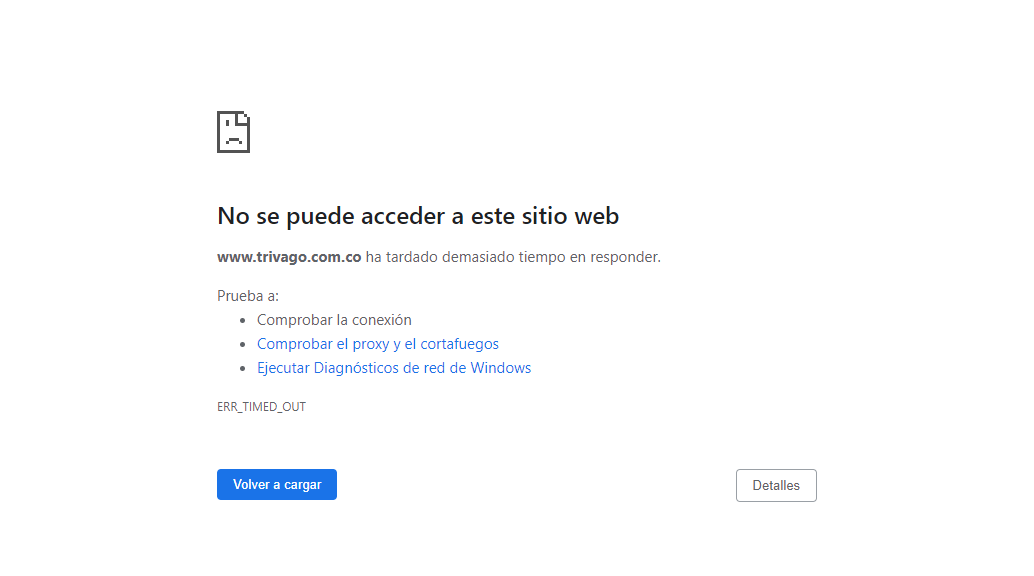 No se puede acceder a este sitio web
www.trivago.com.co ha tardado demasiado tiempo en responder.
Prueba a:
Comprobar la conexión
Comprobar el proxy y el cortafuegos
Ejecutar Diagnósticos de red de Windows
ERR_TIMED_OUT
Volver a cargar
Detalles